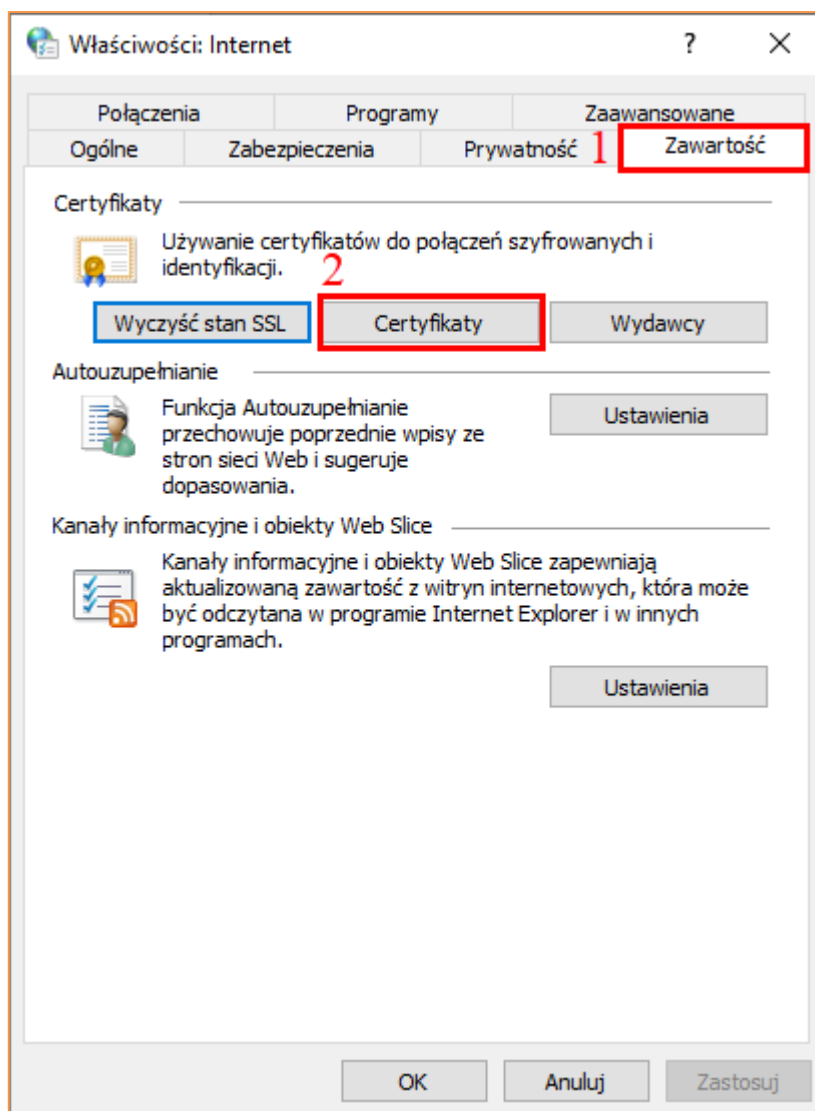 Właściwości: Internet
?
Połączenia
Programy
Zaawansowane
Ogólne
Zabezpieczenia
Prywatność
1
Zawartość
Certyfikaty
Używanie certyfikatów do połączeń szyfrowanych i
identyfikacji.
2
Wyczyść stan SSL
Certyfikaty
Wydawcy
Autouzupełnianie
Funkcja Autouzupełnianie
przechowuje poprzednie wpisy ze
stron sieci Web i sugeruje
dopasowania.
Ustawienia
Kanały informacyjne i obiekty Web Slice
Kanały informacyjne i obiekty Web Slice zapewniają
aktualizowaną zawartość z witryn internetowych, która może
być odczytana w programie Internet Explorer i w innych
programach.
Ustawienia
OK
Anuluj
Zastosuj